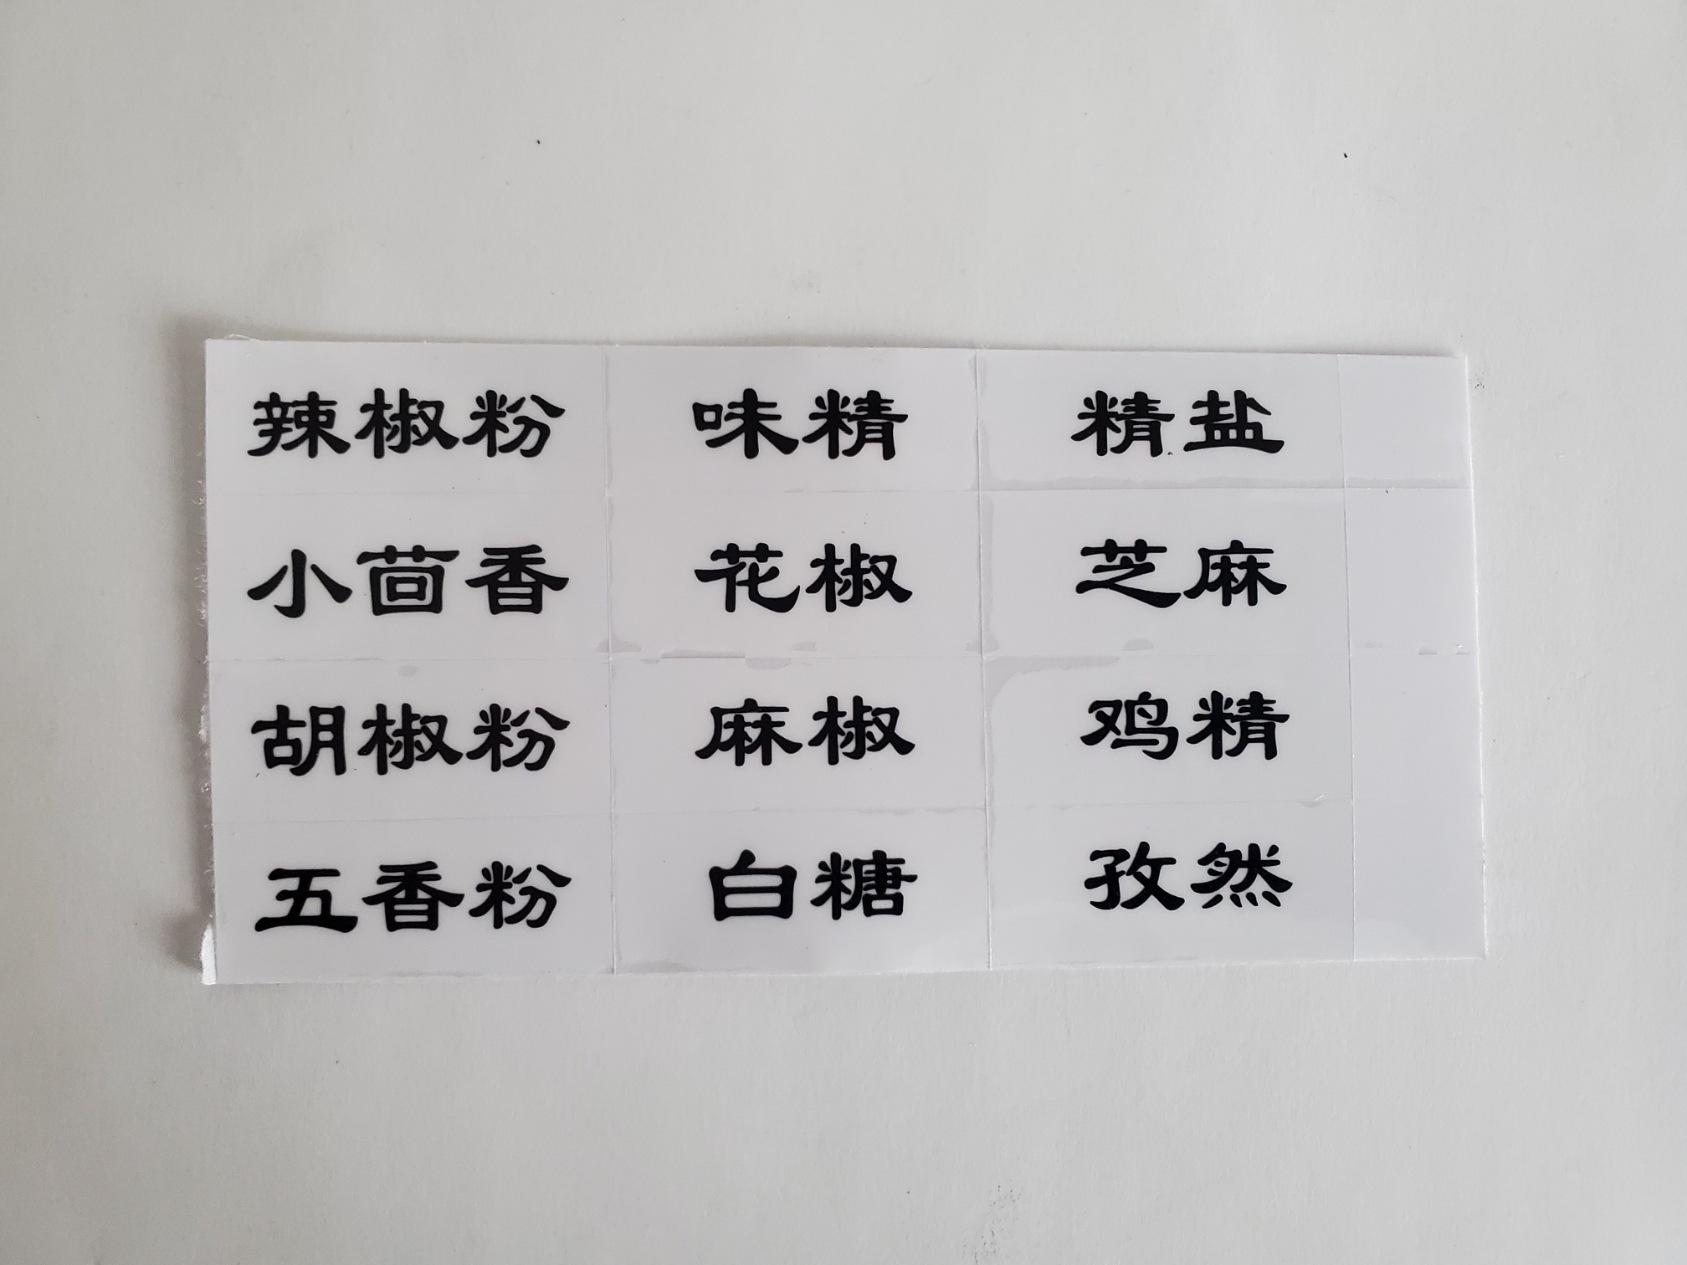 辣椒粉 味精 精盐
小茴香 花椒 芝麻
胡椒粉 麻椒 鸡精
五香粉 白糖 孜然